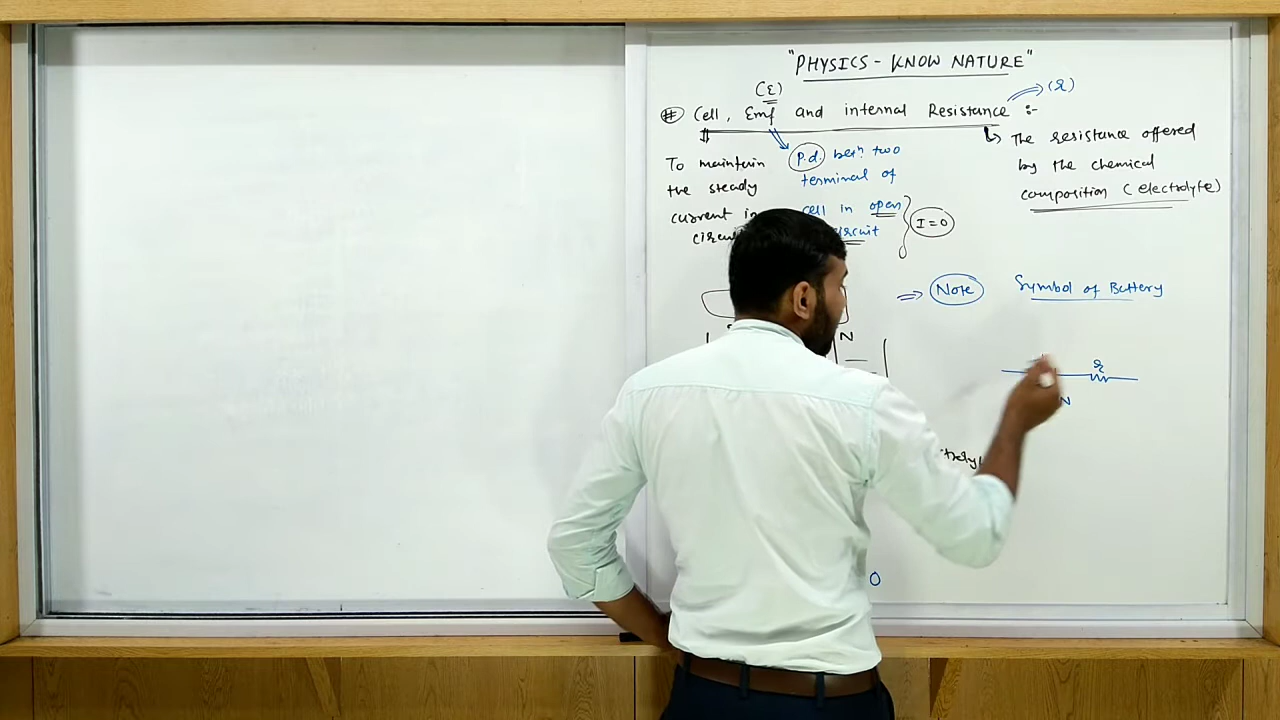 "PHYSICS - KNOW NATURE"
(ε)
(r)
# Cell, Emf and internal Resistance :-
To maintain
the steady
current in
P.d. betn two
terminal of
cell in open
I = 0
The resistance offered
by the chemical
composition (electrolyte)
Note
Symbol of Battery
N
r
N
0